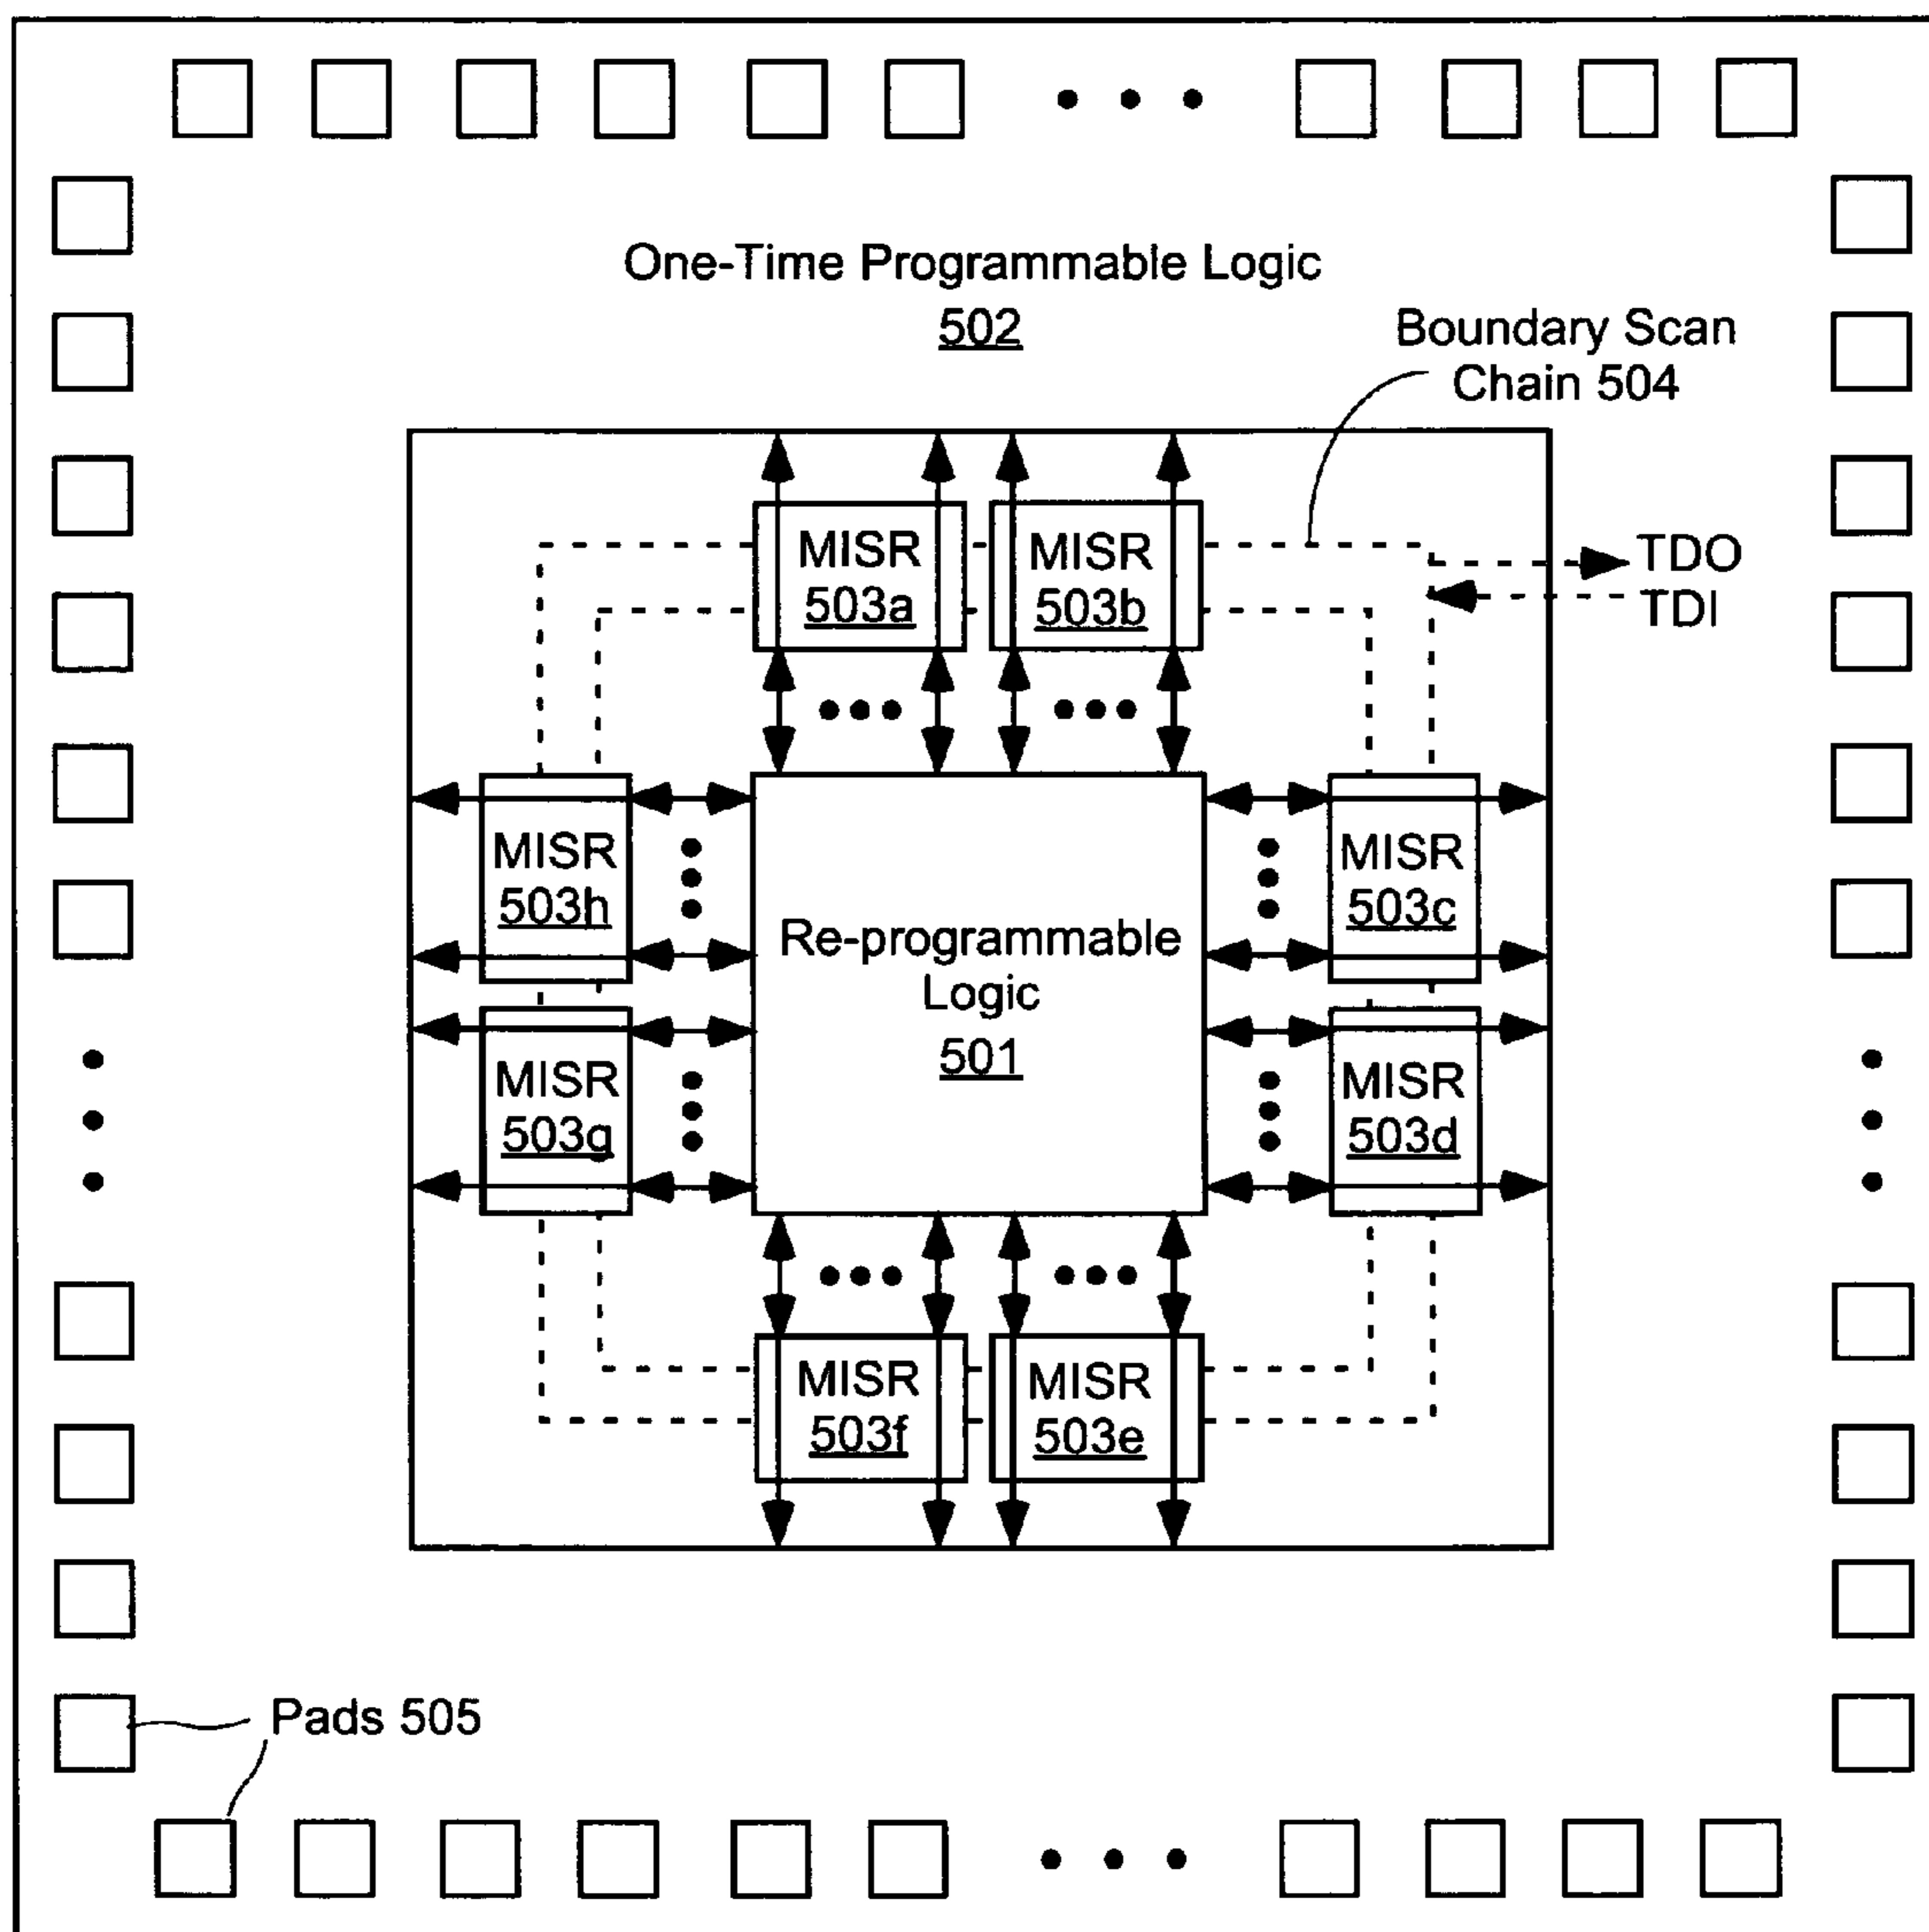 One-Time Programmable Logic
502
Boundary Scan
Chain 504
MISR
503a
MISR
503b
TDO
TDI
MISR
503h
MISR
503c
Re-programmable
Logic
501
MISR
503g
MISR
503d
MISR
503f
MISR
503e
Pads 505